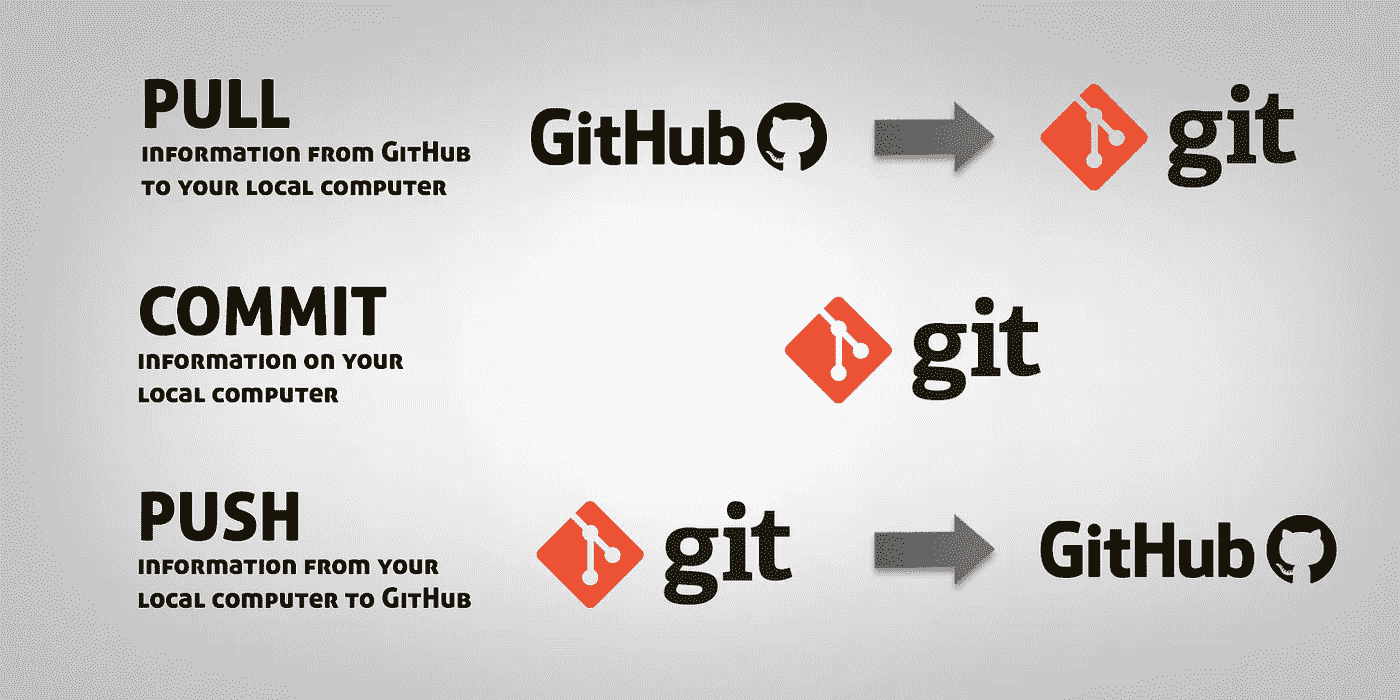 PULL
INFORMATION FROM GITHUB
TO YOUR LOCAL COMPUTER
GitHub
git
COMMIT
INFORMATION ON YOUR
LOCAL COMPUTER
git
PUSH
INFORMATION FROM YOUR
LOCAL COMPUTER TO GITHUB
git
GitHub